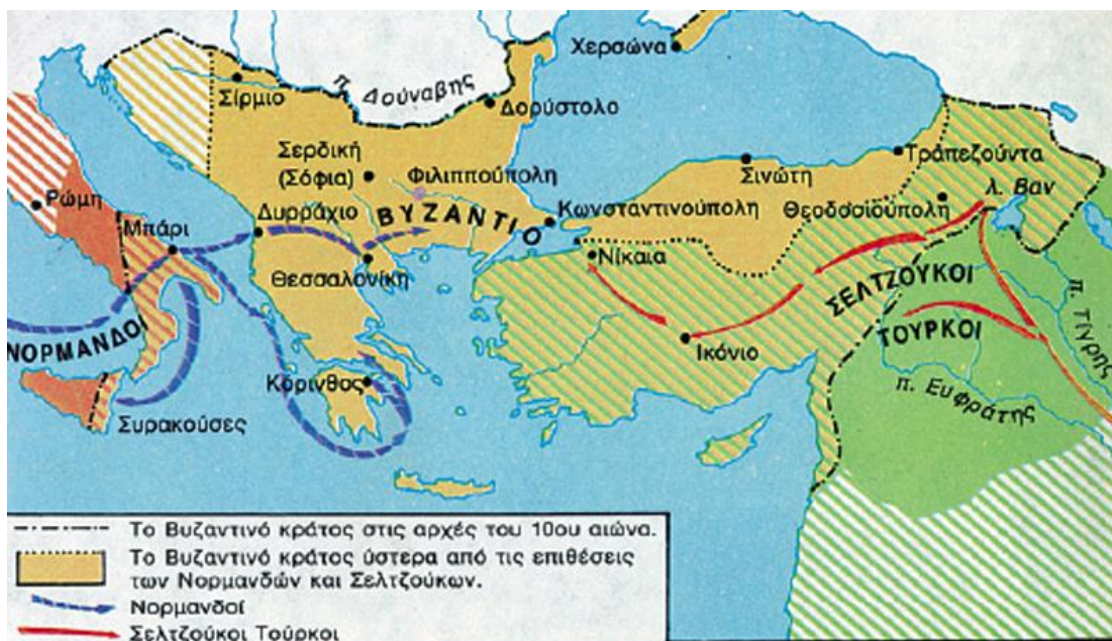 Χερσώνα
Σίρμιο
π. Δούναβης
Δορύστολο
Σερδική
(Σόφια)
Φιλιππούπολη
Τραπεζούντα
Σινώπη
λ. Βαν
Ρώμη
Μπάρι
Δυρράχιο
ΒΥΖΑΝΤΙΟ
Κωνσταντινούπολη
Θεοδοσιούπολη
Θεσσαλονίκη
Νίκαια
ΣΕΛΤΖΟΥΚΟΙ
ΤΟΥΡΚΟΙ
π. Τίγρης
ΝΟΡΜΑΝΔΟΙ
Ικόνιο
Κόρινθος
π. Ευφράτης
Συρακούσες
Το Βυζαντινό κράτος στις αρχές του 10ου αιώνα.
Το Βυζαντινό κράτος ύστερα από τις επιθέσεις
των Νορμανδών και Σελτζούκων.
Νορμανδοί
Σελτζούκοι Τούρκοι